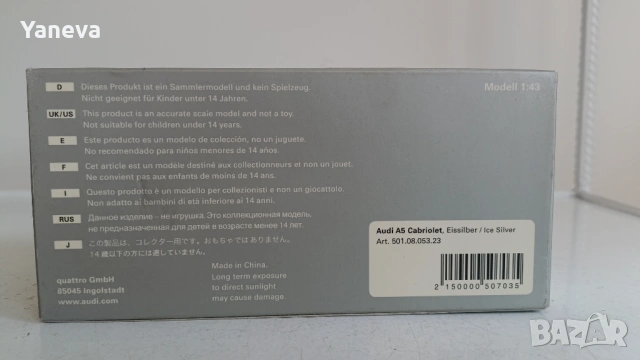 Yaneva
Modell 1:43
D Dieses Produkt ist ein Sammlermodell und kein Spielzeug.
Nicht geeignet für Kinder unter 14 Jahren.
UK/US This product is an accurate scale model and not a toy.
Not suitable for children under 14 years.
E Este producto es un modelo de colección, no un juguete.
No recomendado para niños menores de 14 años.
F Cet article est un modèle destiné aux collectionneurs et non un jouet.
Ne convient pas aux enfants de moins de 14 ans.
I Questo prodotto è un modello per collezionisti e non un giocattolo.
Non adatto ai bambini di età inferiore ai 14 anni.
RUS Данное изделие - не игрушка. Это коллекционная модель,
не предназначенная для детей в возрасте менее 14 лет.
J この製品は、コレクター用です。おもちゃではありません。
14歳以下の方には適していません。
quattro GmbH
85045 Ingolstadt
www.audi.com
Made in China.
Long term exposure
to direct sunlight
may cause damage.
Audi A5 Cabriolet, Eissilber / Ice Silver
Art. 501.08.053.23
2 150000 507035
BAZAR